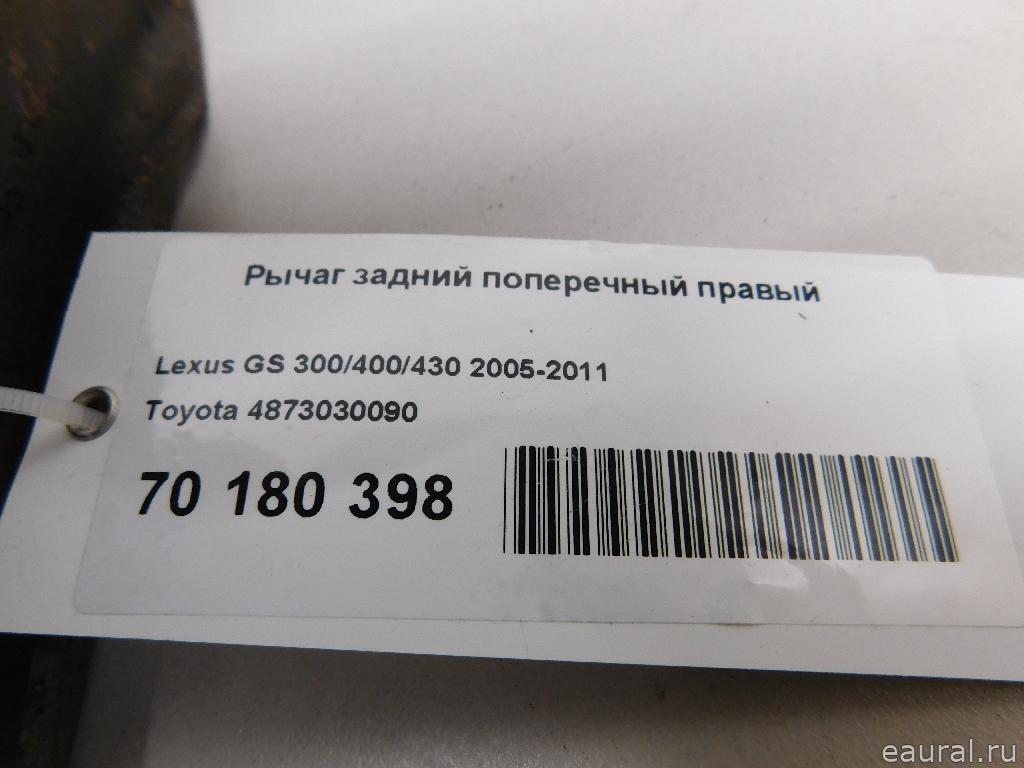 Рычаг задний поперечный правый
Lexus GS 300/400/430 2005-2011
Toyota 4873030090
70 180 398
eaural.ru